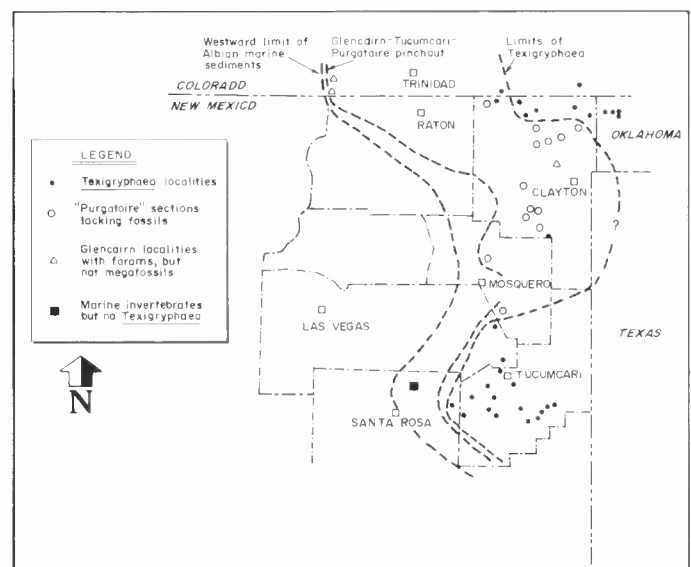 Westward limit of
Albian marine
sediments
Glencairn-Tucumcari-
Purgatoire pinchout
Limits of
Texigryphaea
TRINIDAD
COLORADO
NEW MEXICO
RATON
OKLAHOMA
LEGEND
Texigryphaea localities
"Purgatoire" sections
lacking fossils
Glencairn localities
with forams, but
not megafossils
Marine invertebrates
but no Texigryphaea
CLAYTON
?
MOSQUERO
LAS VEGAS
TEXAS
TUCUMCARI
SANTA ROSA
N